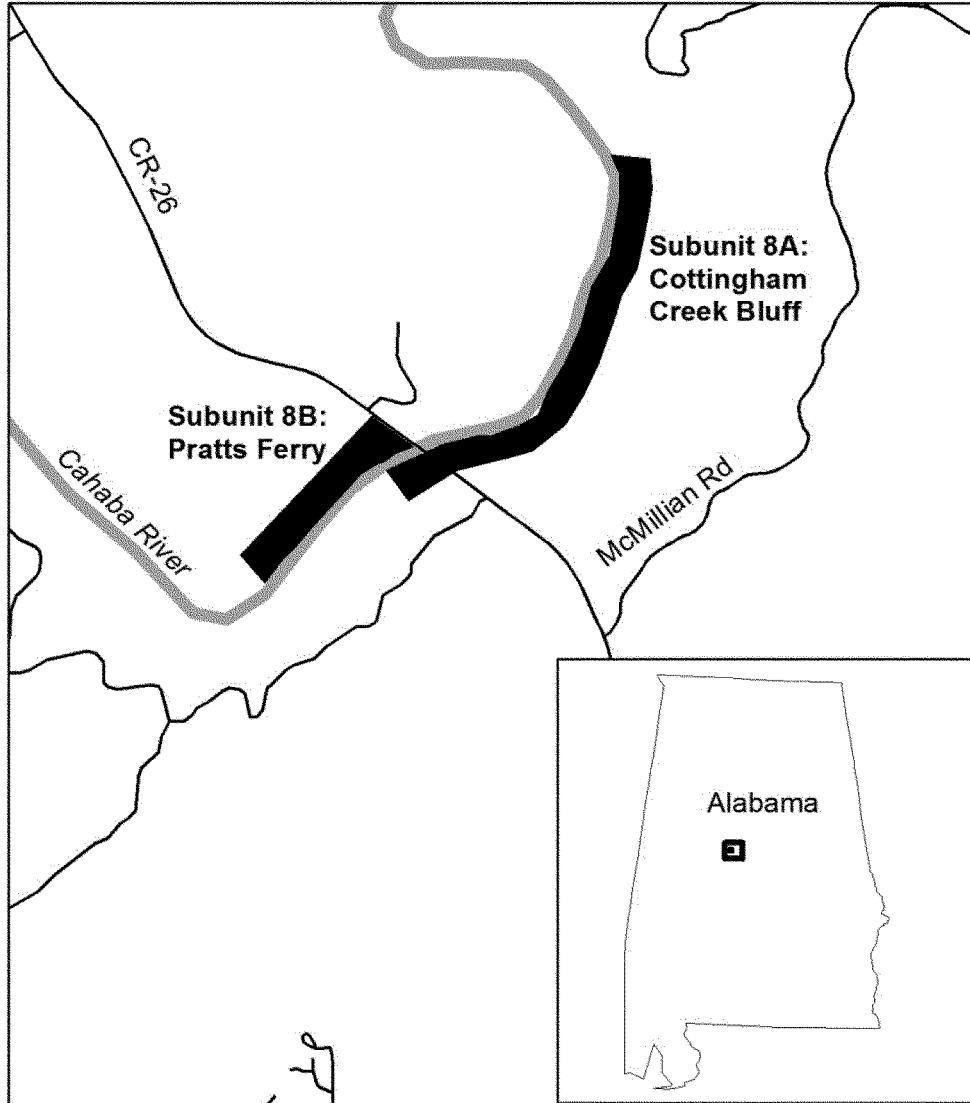 CR-26
Subunit 8A:
Cottingham
Creek Bluff
Subunit 8B:
Pratts Ferry
Cahaba River
McMillian Rd
Alabama